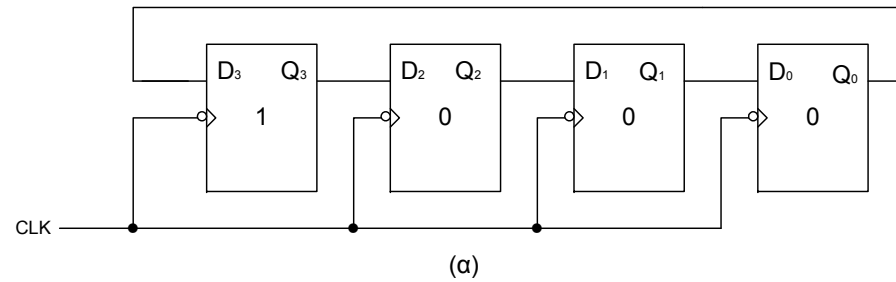 D₃ Q₃ D₂ Q₂ D₁ Q₁ D₀ Q₀
1 0 0 0
CLK
(α)